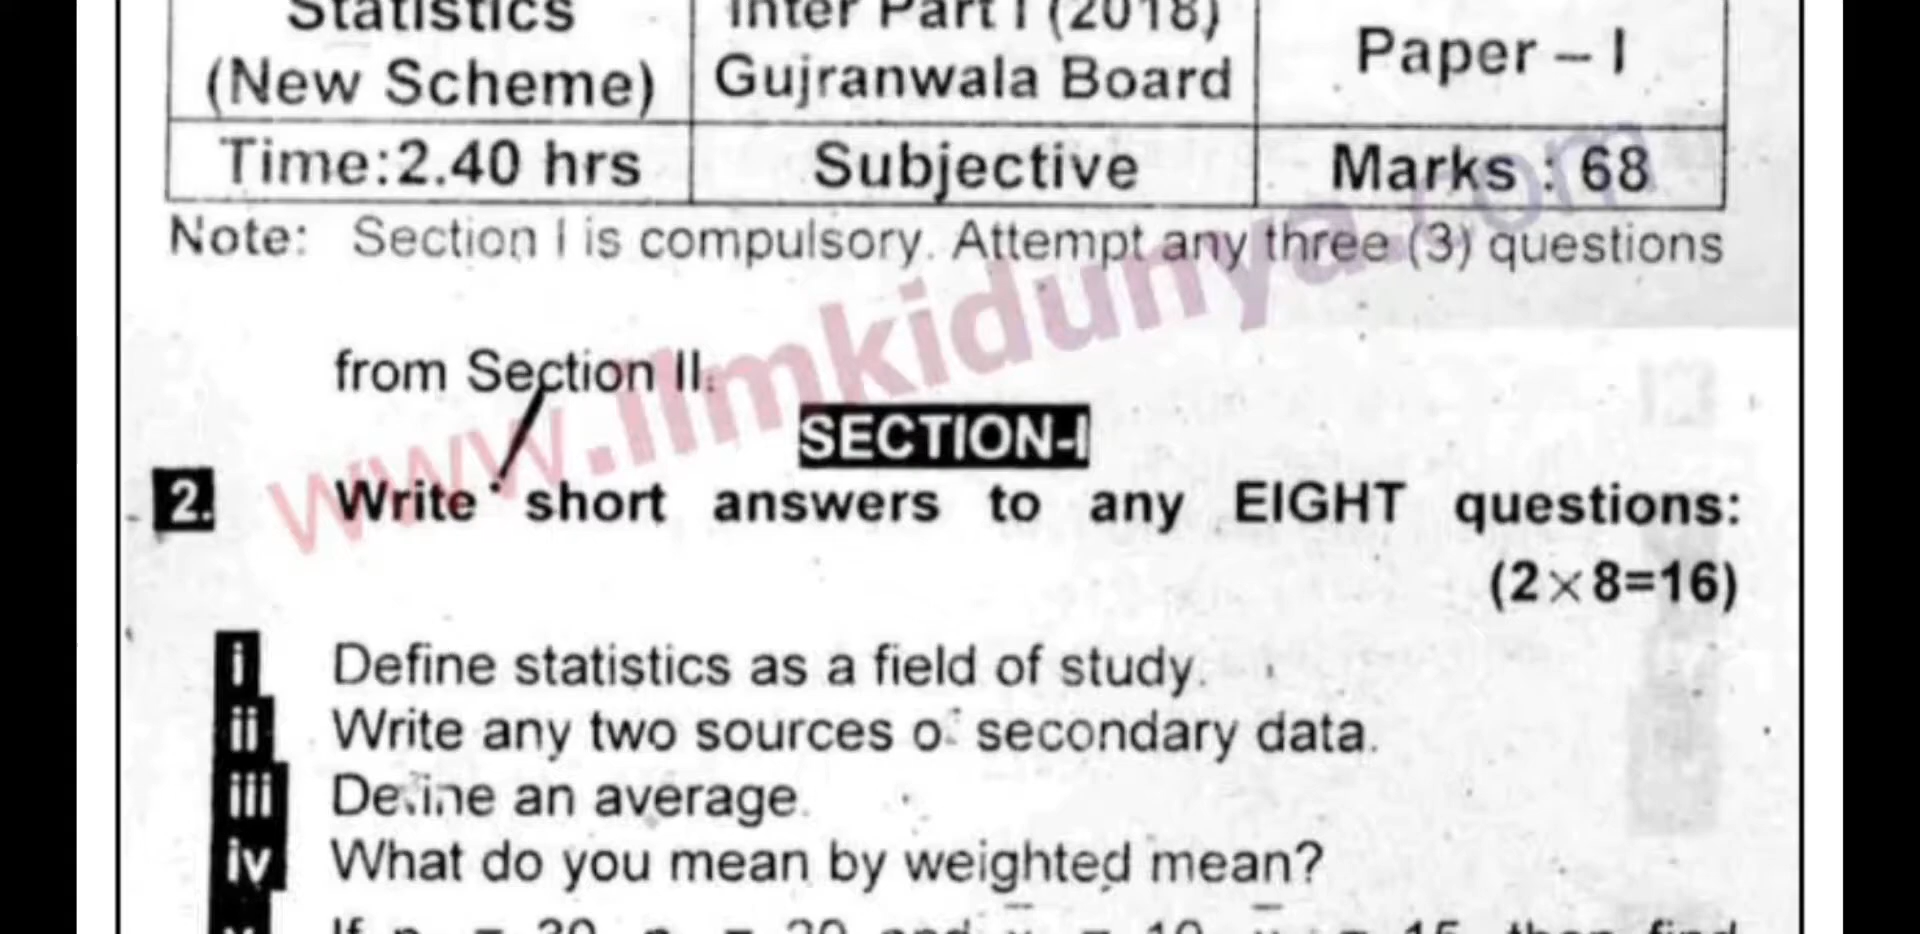 Statistics
Inter Part I (2018)
(New Scheme)
Gujranwala Board
Paper – I
Time:2.40 hrs
Subjective
Marks : 68
Note: Section I is compulsory. Attempt any three (3) questions
from Section II.
www.ilmkidunya.com
SECTION-I
2. Write short answers to any EIGHT questions:
(2×8=16)
i Define statistics as a field of study.
ii Write any two sources of secondary data.
iii Define an average.
iv What do you mean by weighted mean?